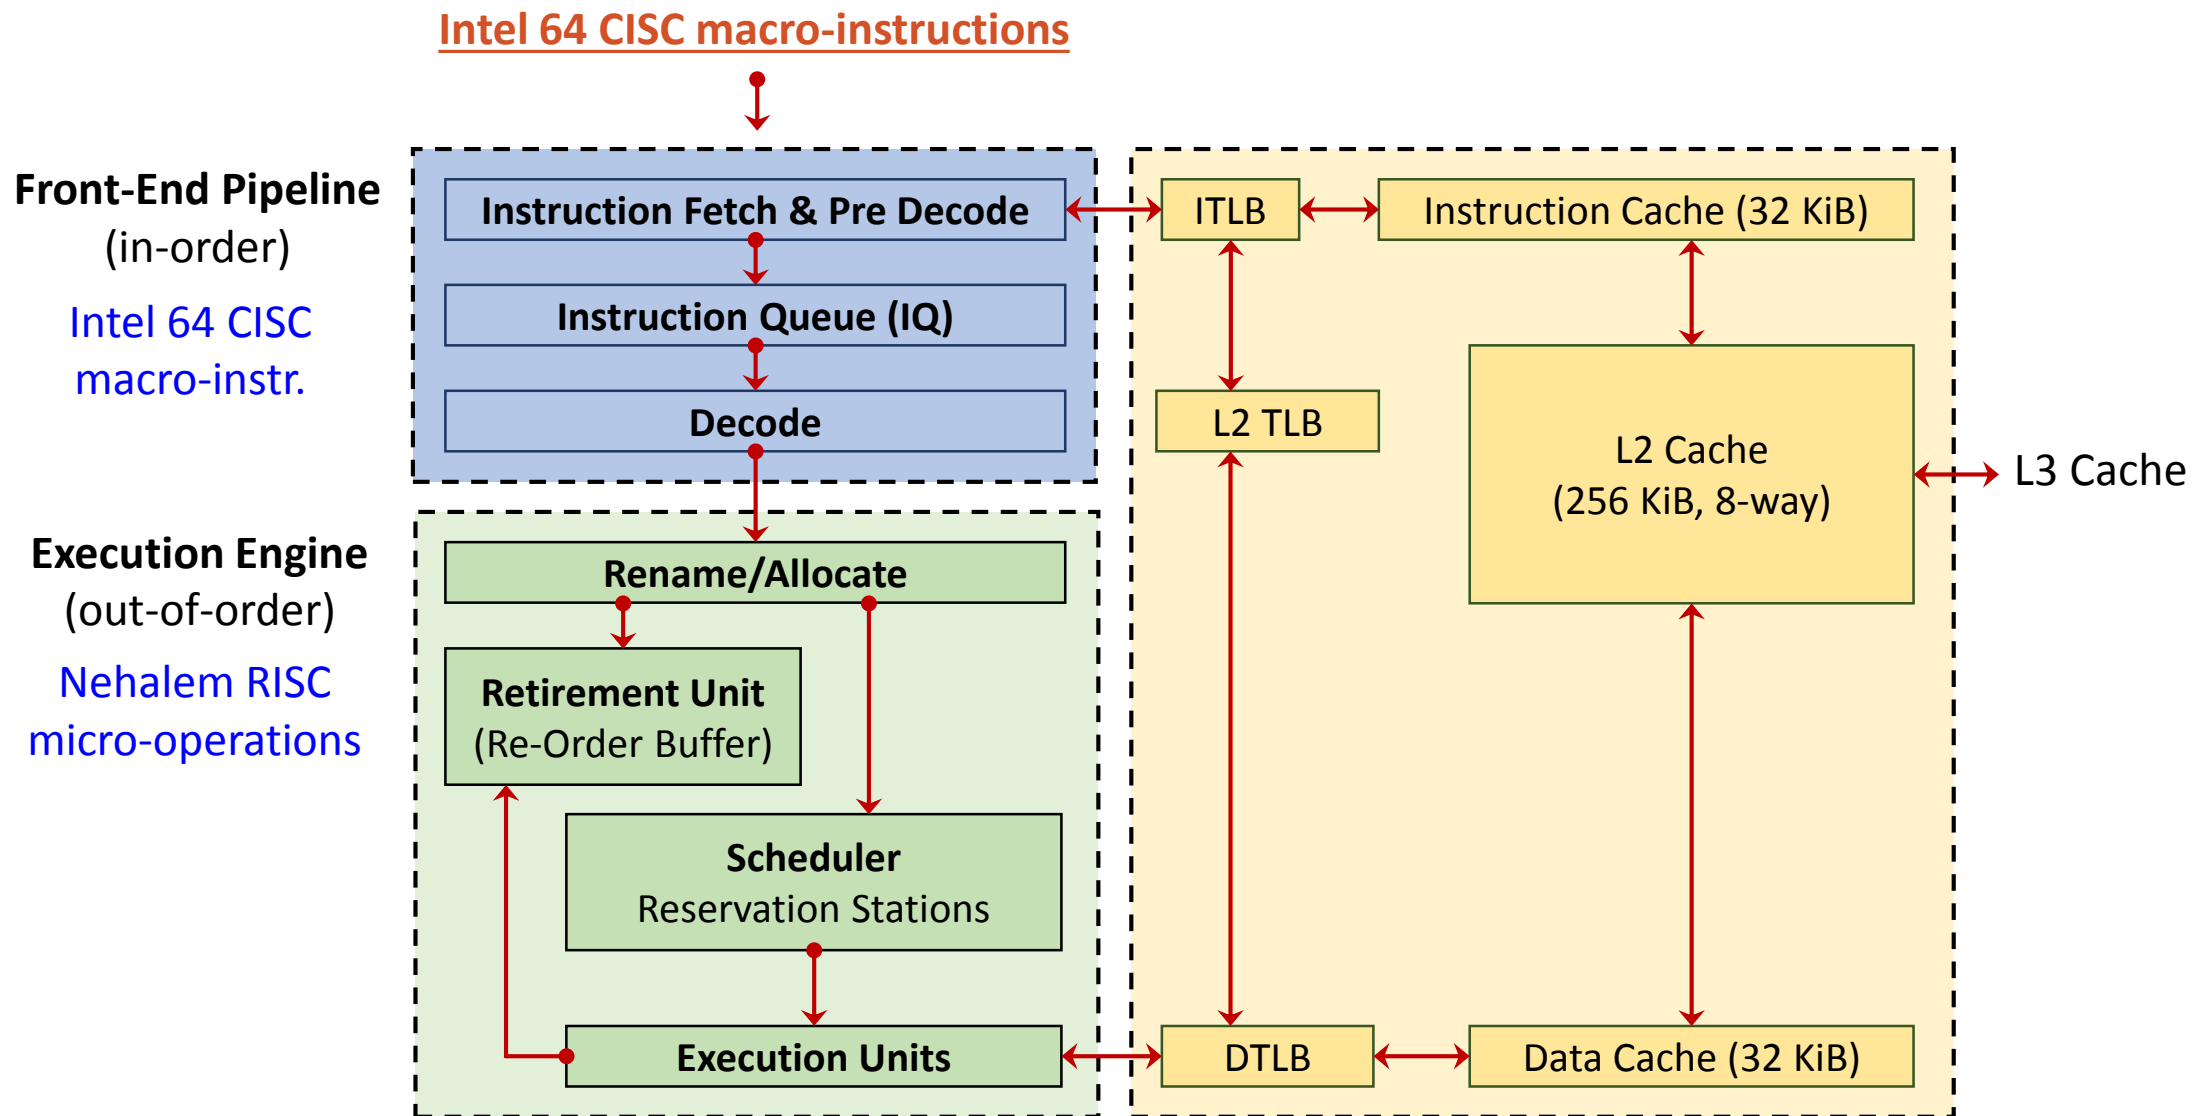 Intel 64 CISC macro-instructions
Front-End Pipeline
(in-order)
Intel 64 CISC
macro-instr.
Instruction Fetch & Pre Decode
Instruction Queue (IQ)
Decode
Execution Engine
(out-of-order)
Nehalem RISC
micro-operations
Rename/Allocate
Retirement Unit
(Re-Order Buffer)
Scheduler
Reservation Stations
Execution Units
ITLB
Instruction Cache (32 KiB)
L2 TLB
L2 Cache
(256 KiB, 8-way)
L3 Cache
DTLB
Data Cache (32 KiB)